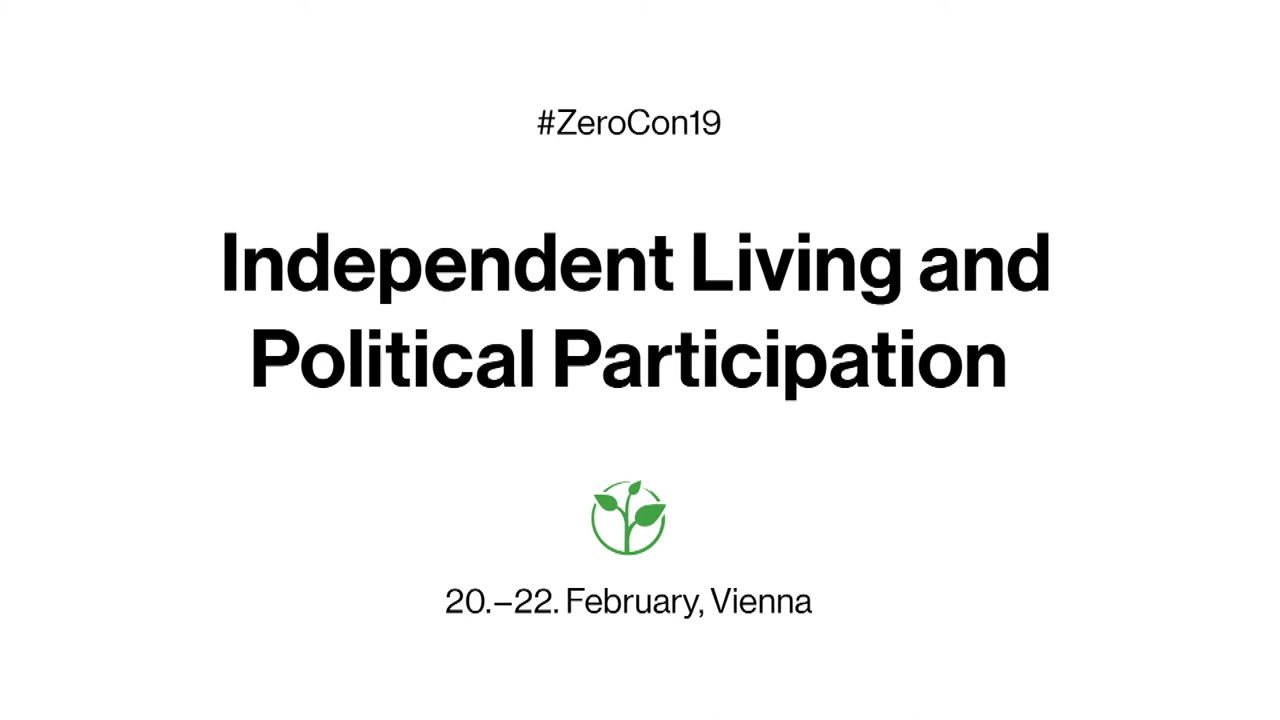 #ZeroCon19
Independent Living and
Political Participation
20.–22. February, Vienna